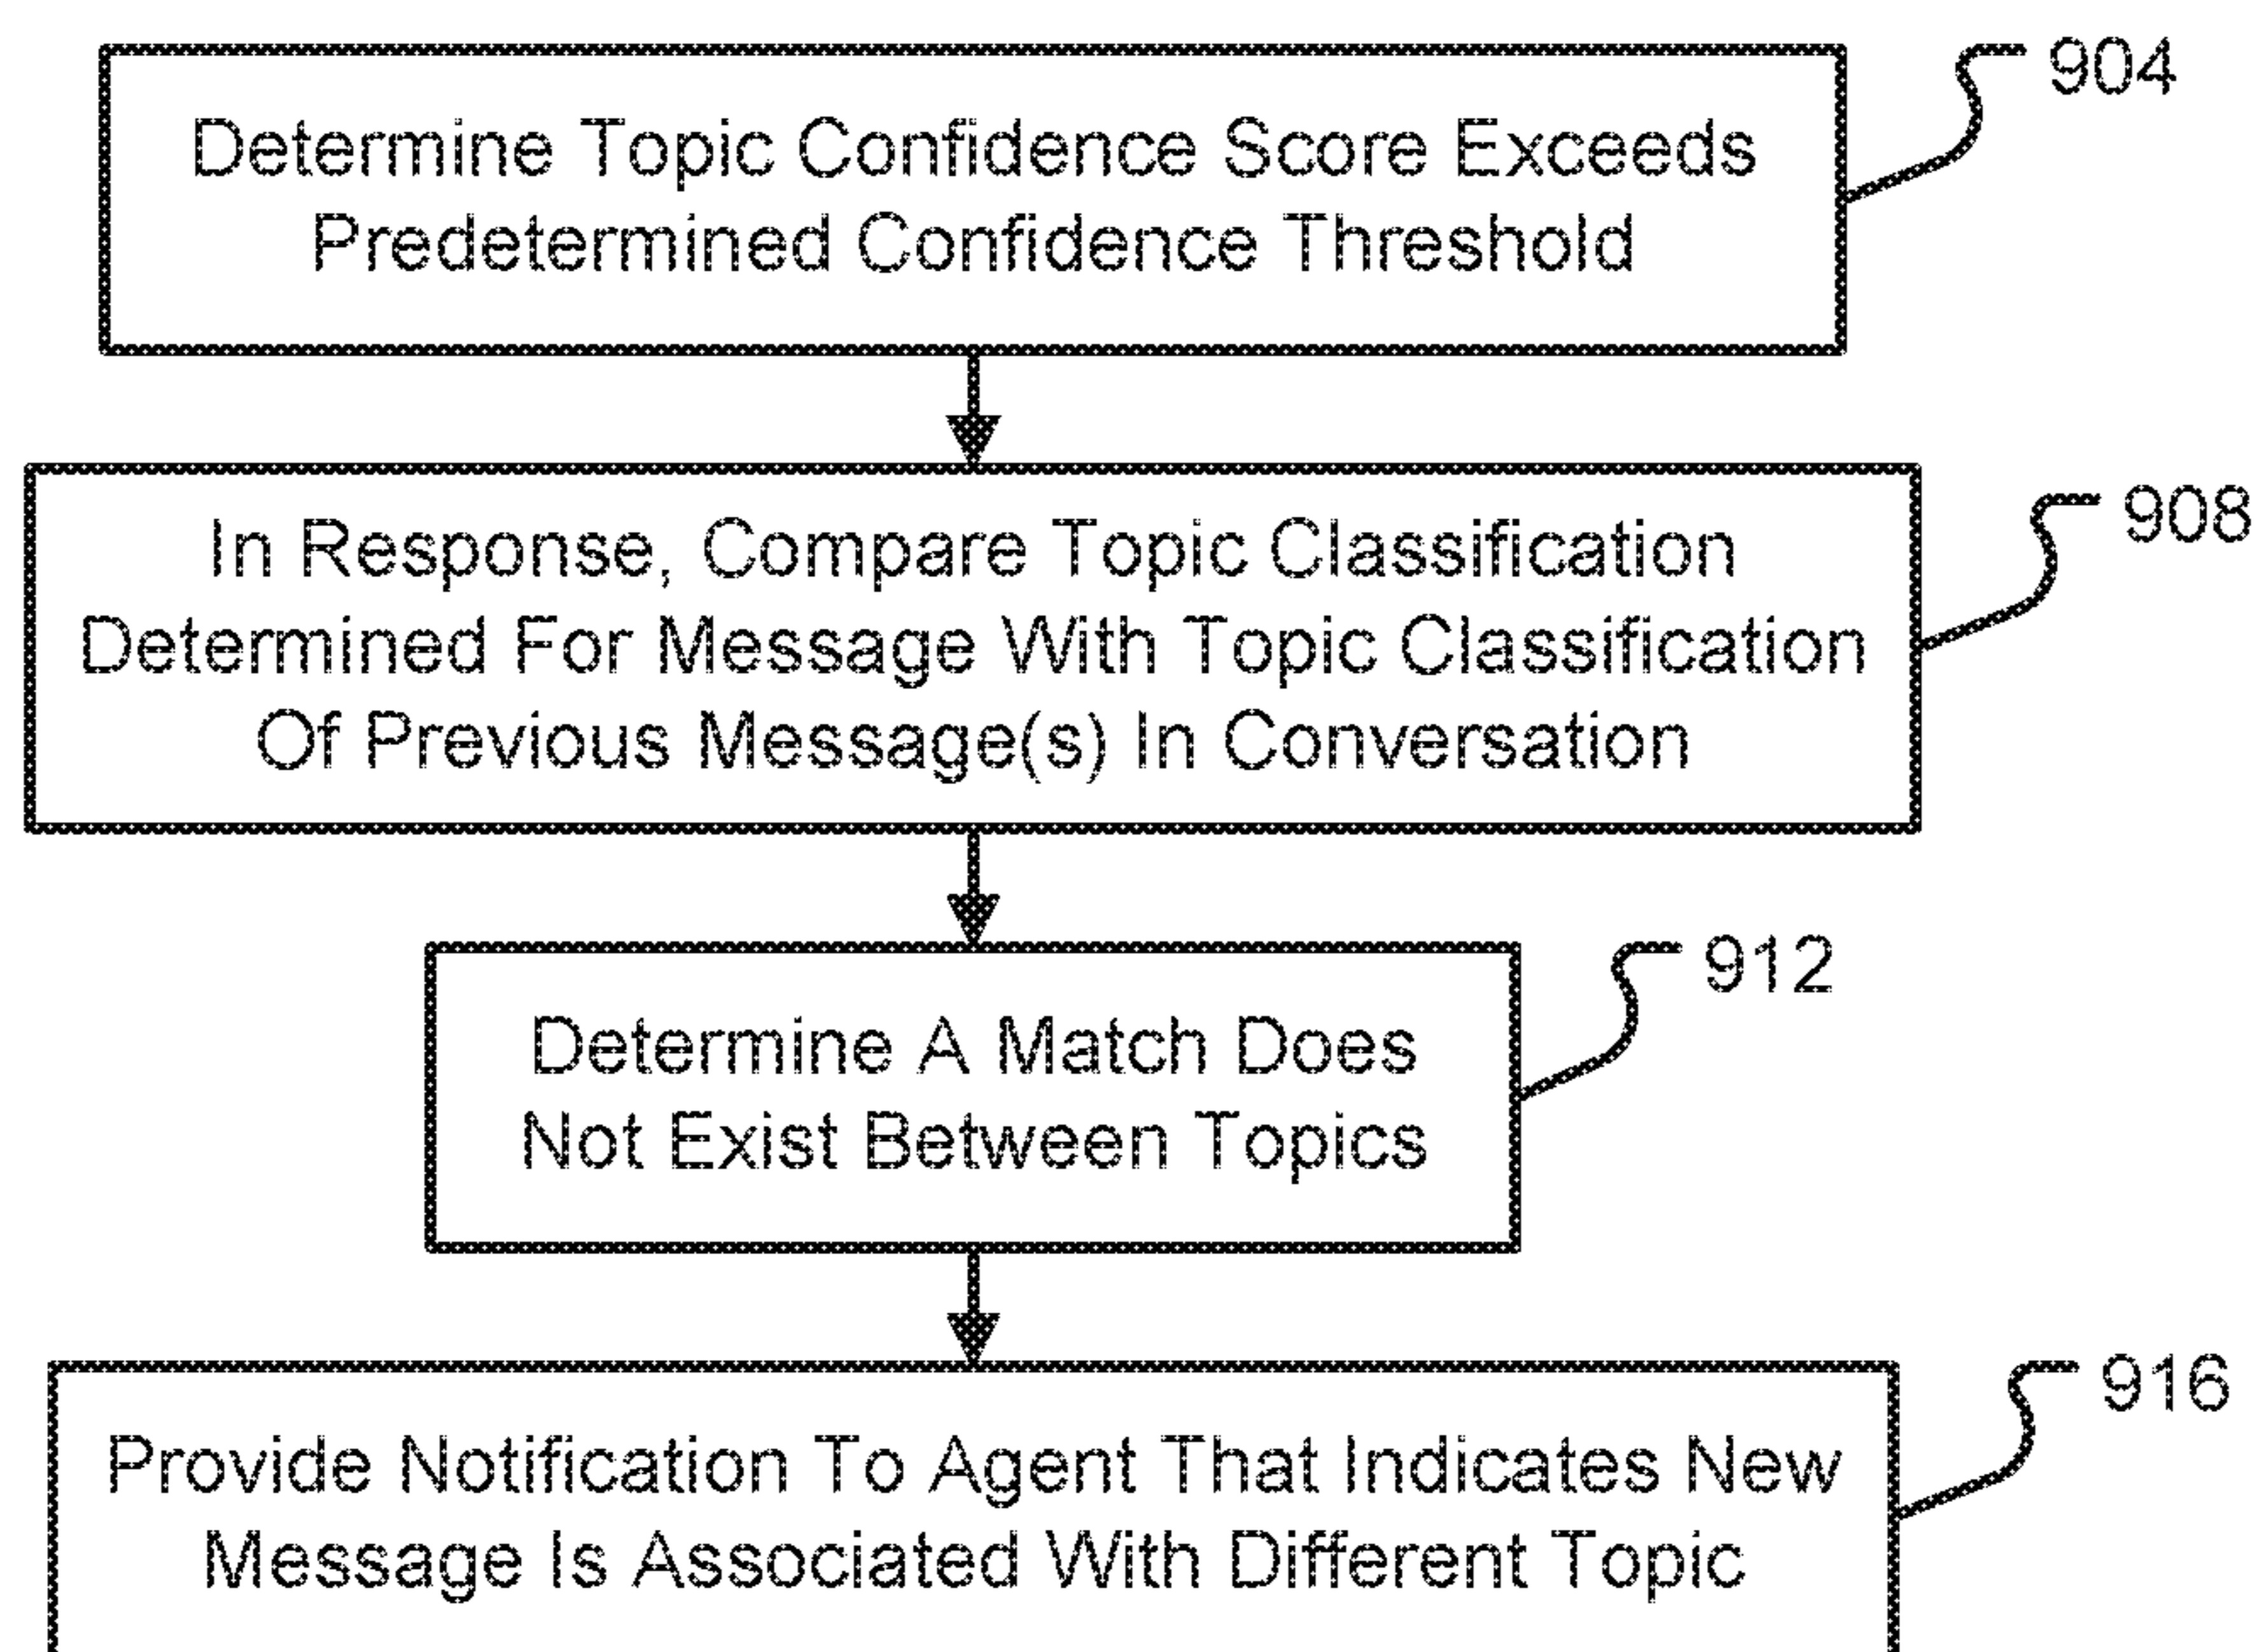 904
Determine Topic Confidence Score Exceeds
Predetermined Confidence Threshold
908
In Response, Compare Topic Classification
Determined For Message With Topic Classification
Of Previous Message(s) In Conversation
912
Determine A Match Does
Not Exist Between Topics
916
Provide Notification To Agent That Indicates New
Message Is Associated With Different Topic